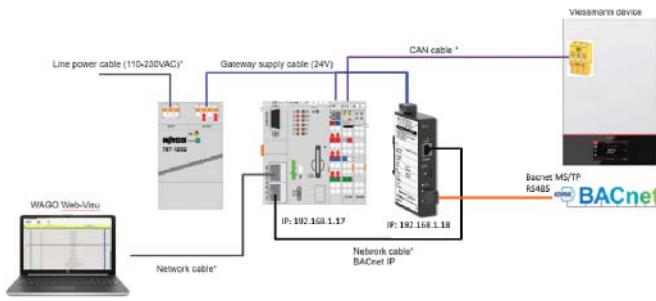 Viessmann device
CAN cable *
Line power cable (110-230VAC)*
Gateway supply cable (24V)
WAGO
Bacnet MS/TP
RS485
BACnet
IP: 192.168.1.17
IP: 192.168.1.18
WAGO Web-Visu
Network cable*
Network cable*
BACnet IP